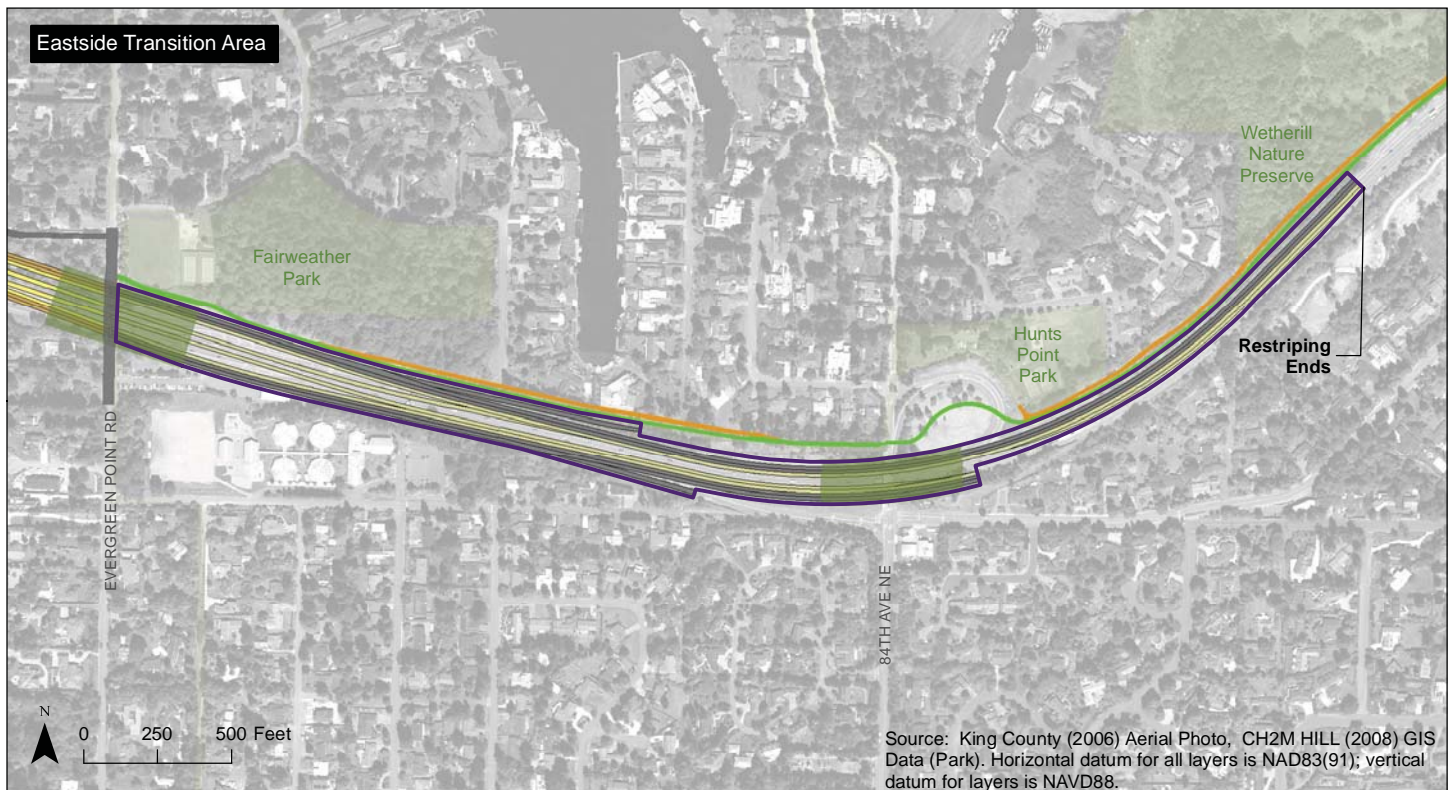 Eastside Transition Area
Wetherill
Nature
Preserve
Fairweather
Park
Hunts
Point
Park
Restriping
Ends
EVERGREEN POINT RD
84TH AVE NE
N
0 250 500 Feet
Source: King County (2006) Aerial Photo, CH2M HILL (2008) GIS
Data (Park). Horizontal datum for all layers is NAD83(91); vertical
datum for layers is NAVD88.